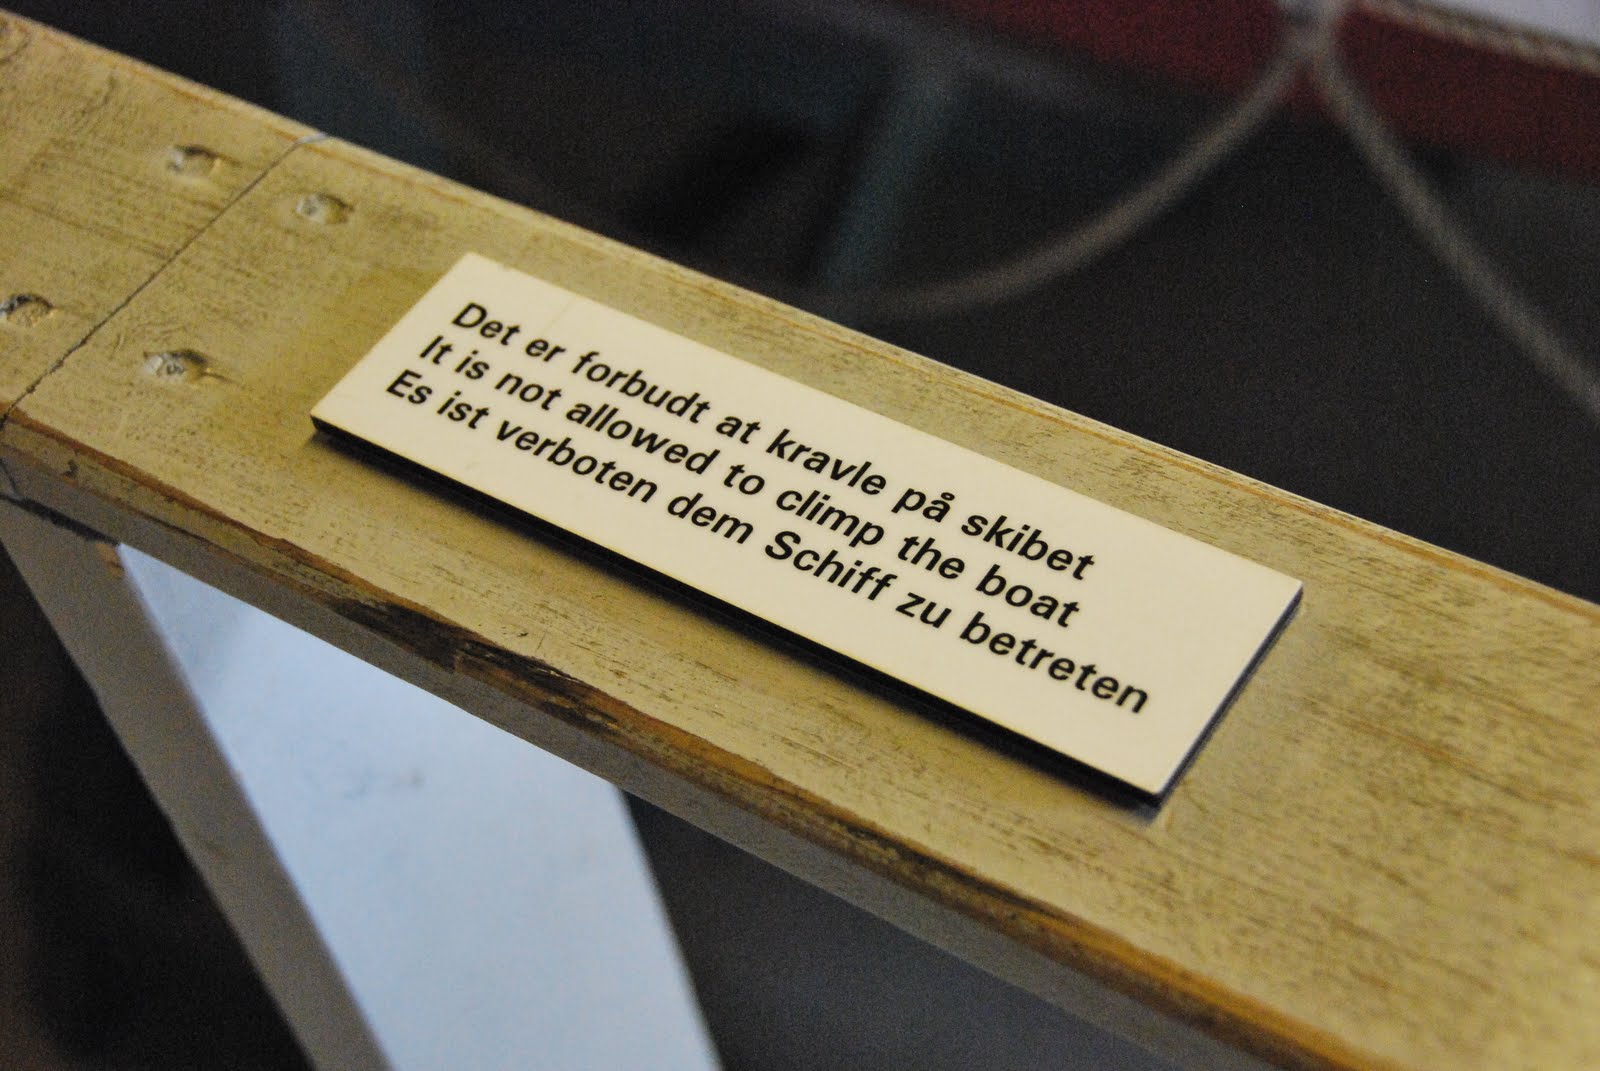 Det er forbudt at kravle på skibet
It is not allowed to climp the boat
Es ist verboten dem Schiff zu betreten